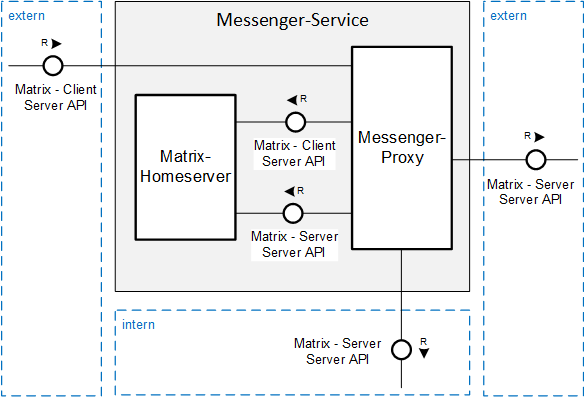 extern
Messenger-Service
extern
R
Matrix - Client
Server API
R
Matrix - Client
Server API
Matrix-
Homeserver
Messenger-
Proxy
R
Matrix - Server
Server API
R
Matrix - Server
Server API
intern
Matrix - Server
Server API
R